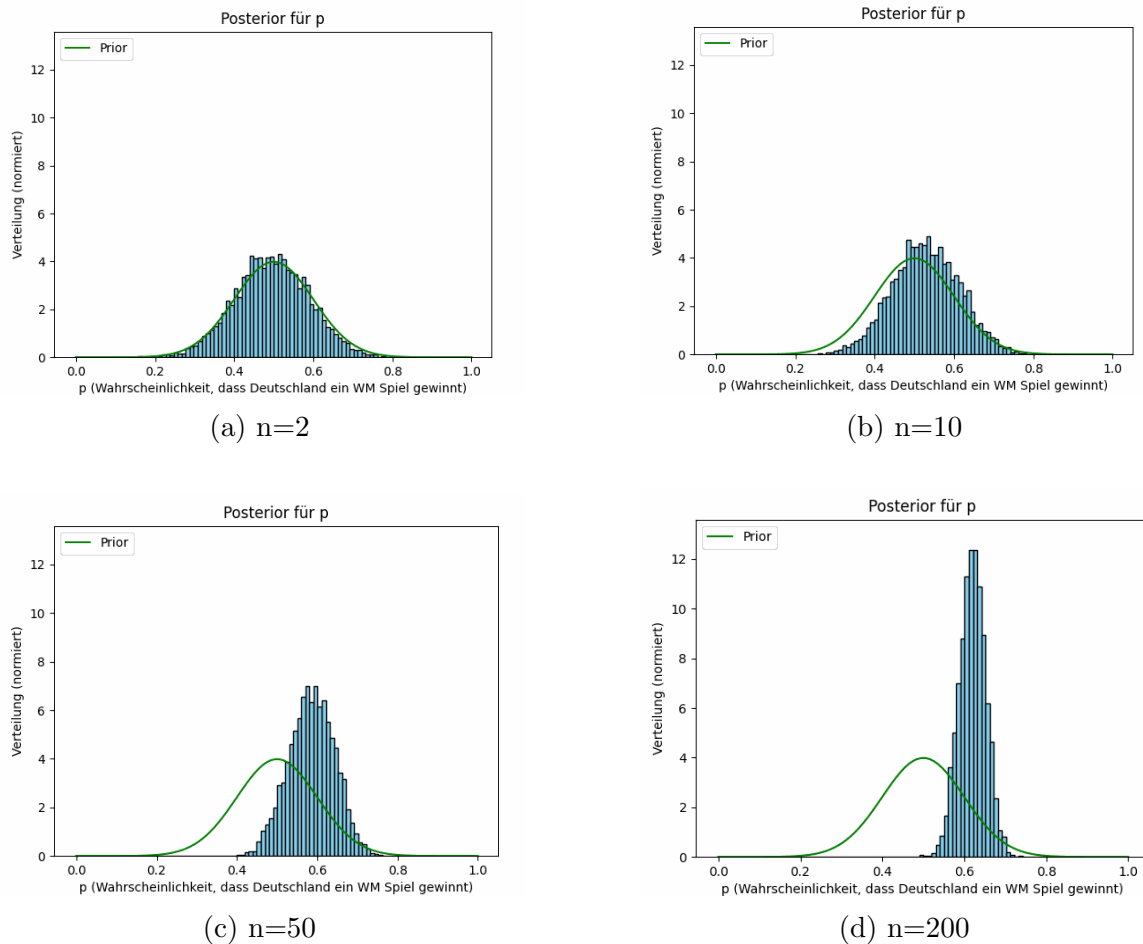 Posterior für p
Prior
Verteilung (normiert)
12
10
8
6
4
2
0
0.0 0.2 0.4 0.6 0.8 1.0
p (Wahrscheinlichkeit, dass Deutschland ein WM Spiel gewinnt)
(a) n=2
Posterior für p
Prior
Verteilung (normiert)
12
10
8
6
4
2
0
0.0 0.2 0.4 0.6 0.8 1.0
p (Wahrscheinlichkeit, dass Deutschland ein WM Spiel gewinnt)
(b) n=10
Posterior für p
Prior
Verteilung (normiert)
12
10
8
6
4
2
0
0.0 0.2 0.4 0.6 0.8 1.0
p (Wahrscheinlichkeit, dass Deutschland ein WM Spiel gewinnt)
(c) n=50
Posterior für p
Prior
Verteilung (normiert)
12
10
8
6
4
2
0
0.0 0.2 0.4 0.6 0.8 1.0
p (Wahrscheinlichkeit, dass Deutschland ein WM Spiel gewinnt)
(d) n=200